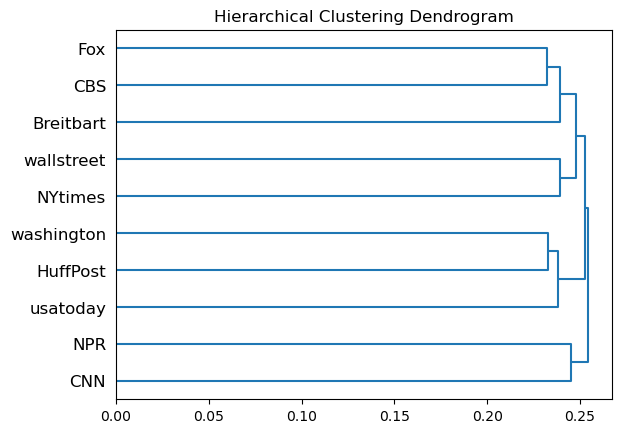 Hierarchical Clustering Dendrogram
Fox
CBS
Breitbart
wallstreet
NYtimes
washington
HuffPost
usatoday
NPR
CNN
0.00 0.05 0.10 0.15 0.20 0.25